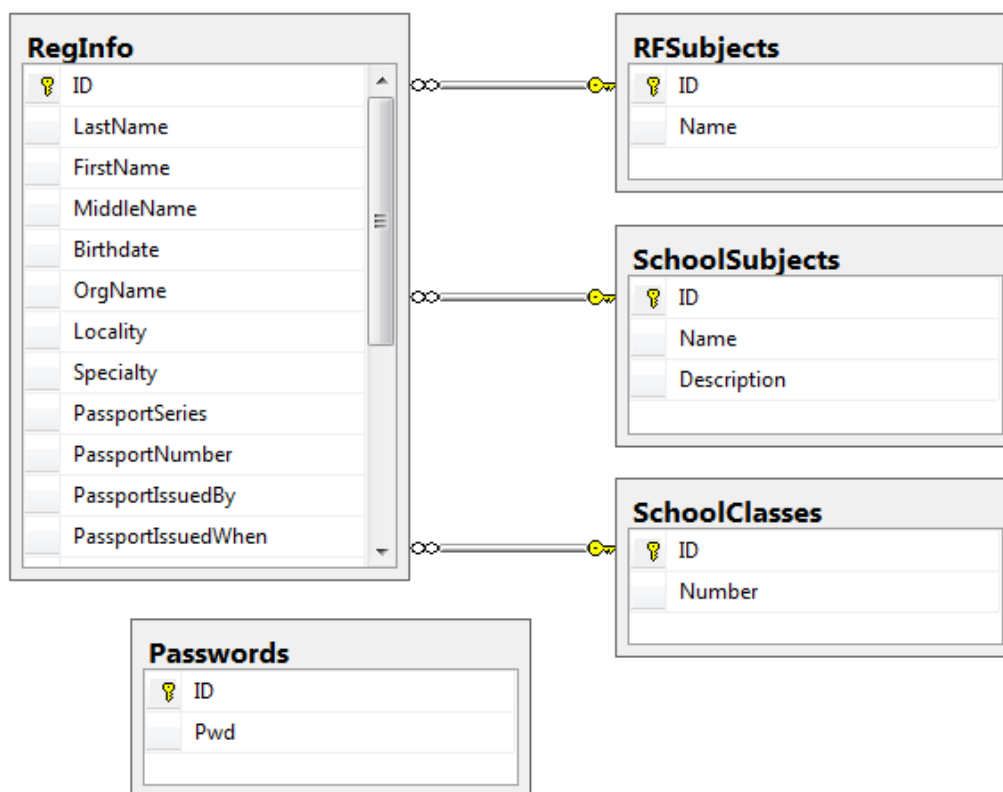 RegInfo
ID
LastName
FirstName
MiddleName
Birthdate
OrgName
Locality
Specialty
PassportSeries
PassportNumber
PassportIssuedBy
PassportIssuedWhen
RFSubjects
ID
Name
SchoolSubjects
ID
Name
Description
SchoolClasses
ID
Number
Passwords
ID
Pwd